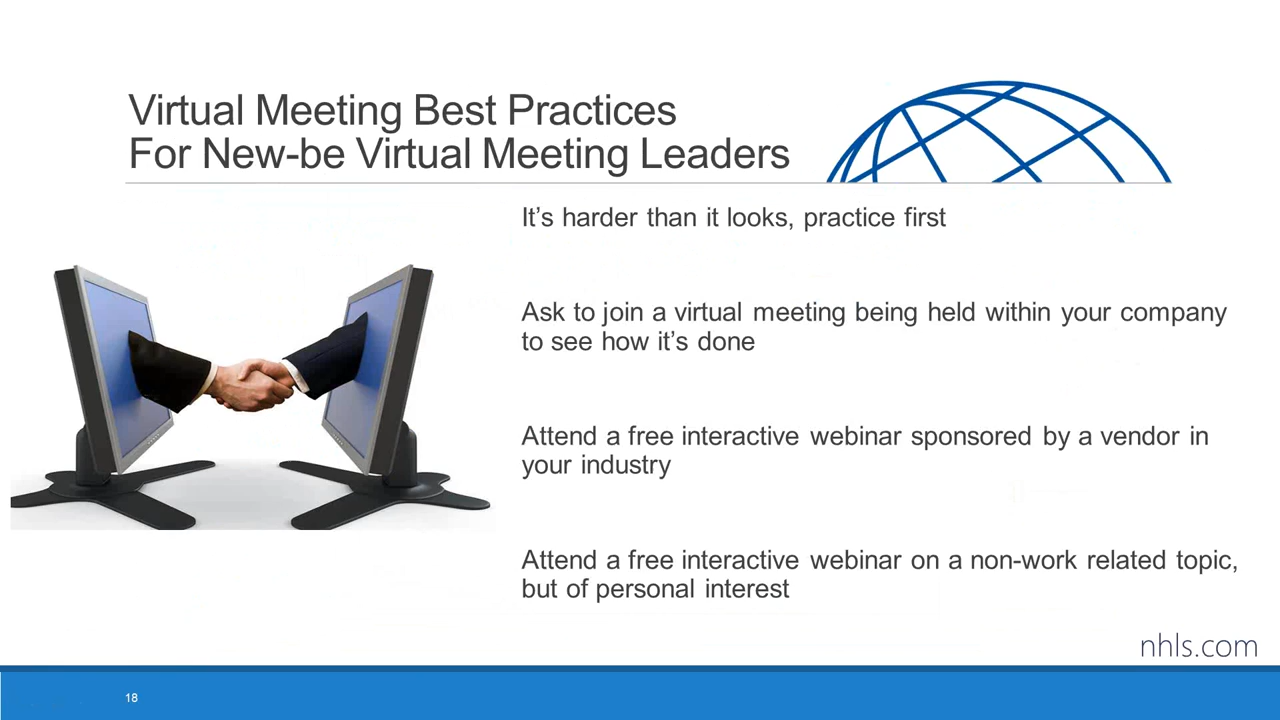 Virtual Meeting Best Practices
For New-be Virtual Meeting Leaders
It’s harder than it looks, practice first
Ask to join a virtual meeting being held within your company
to see how it’s done
Attend a free interactive webinar sponsored by a vendor in
your industry
Attend a free interactive webinar on a non-work related topic,
but of personal interest
nhls.com
18